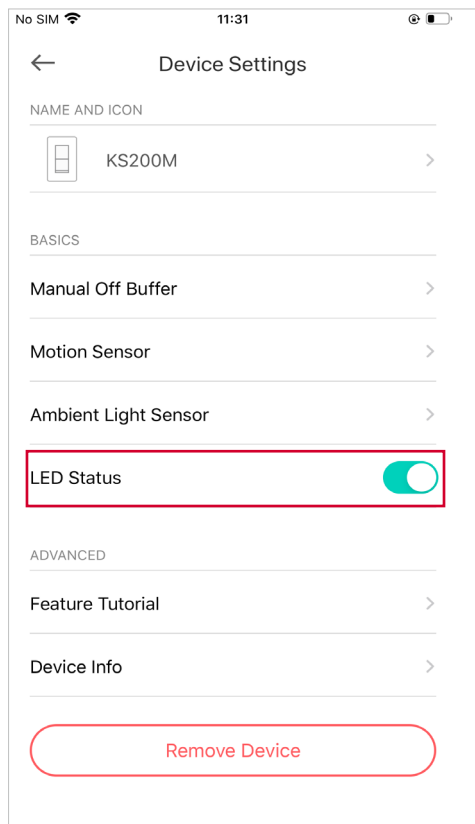 No SIM 11:31
Device Settings
NAME AND ICON
KS200M
BASICS
Manual Off Buffer
Motion Sensor
Ambient Light Sensor
LED Status
ADVANCED
Feature Tutorial
Device Info
Remove Device